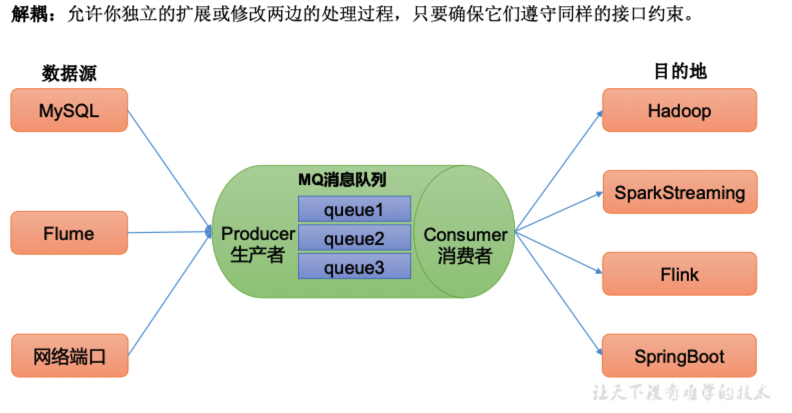 解耦：允许你独立的扩展或修改两边的处理过程，只要确保它们遵守同样的接口约束。
数据源
目的地
MySQL
Hadoop
MQ消息队列
SparkStreaming
queue1
Flume
Producer
生产者
queue2
Consumer
消费者
queue3
Flink
网络端口
SpringBoot
让天下没有难学的技术